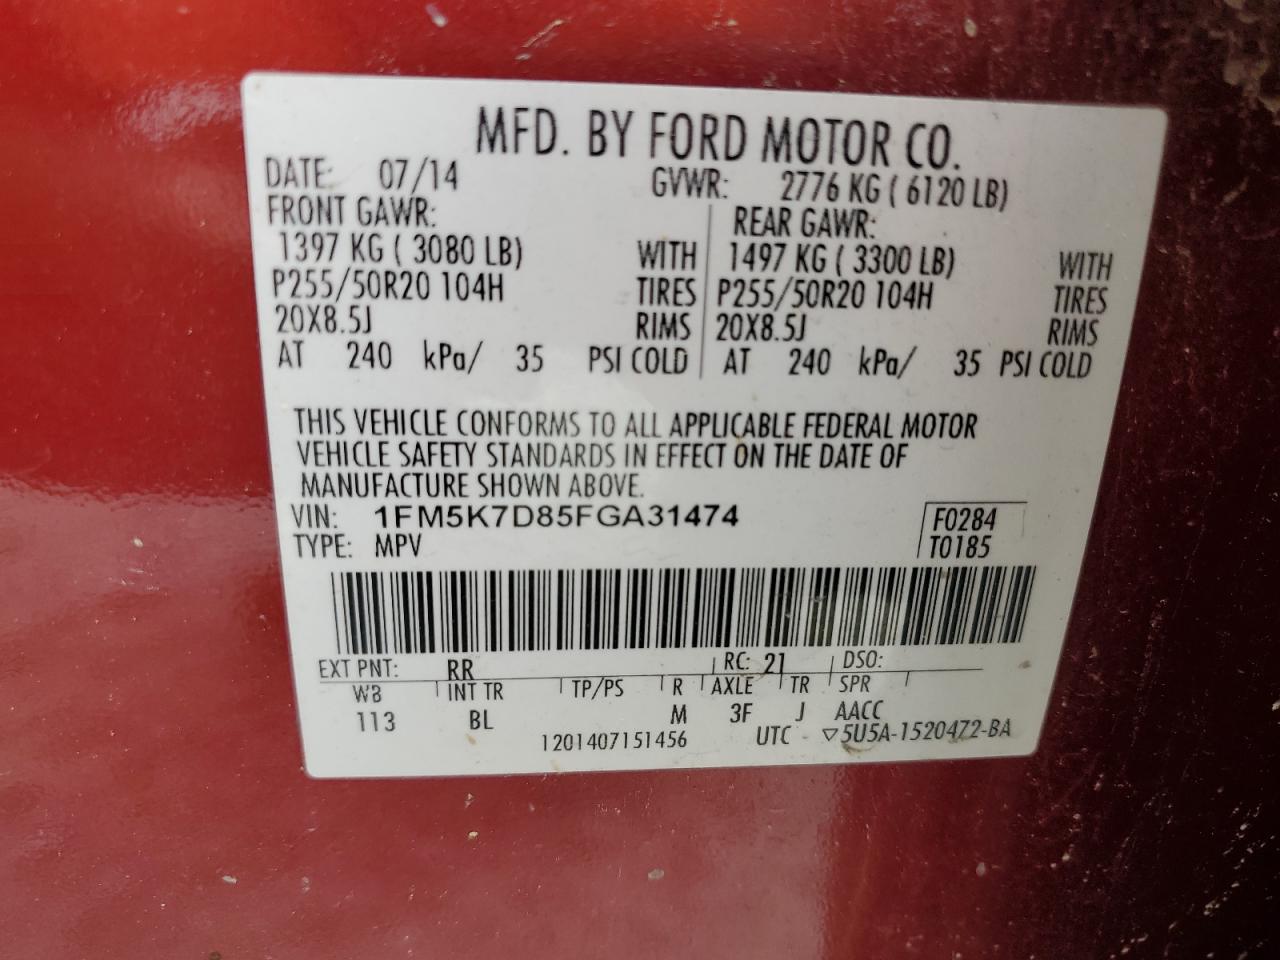 MFD. BY FORD MOTOR CO.
DATE: 07/14 GVWR: 2776 KG ( 6120 LB)
FRONT GAWR: REAR GAWR:
1397 KG ( 3080 LB) WITH 1497 KG ( 3300 LB) WITH
P255/50R20 104H TIRES P255/50R20 104H TIRES
20X8.5J RIMS 20X8.5J RIMS
AT 240 kPa/ 35 PSI COLD AT 240 kPa/ 35 PSI COLD
THIS VEHICLE CONFORMS TO ALL APPLICABLE FEDERAL MOTOR
VEHICLE SAFETY STANDARDS IN EFFECT ON THE DATE OF
MANUFACTURE SHOWN ABOVE.
VIN: 1FM5K7D85FGA31474 F0284
TYPE: MPV T0185
EXT PNT: RR RC: 21 DSO:
WB INT TR TP/PS R AXLE TR SPR
113 BL M 3F J AACC
1201407151456 UTC ▽5U5A-1520472-BA